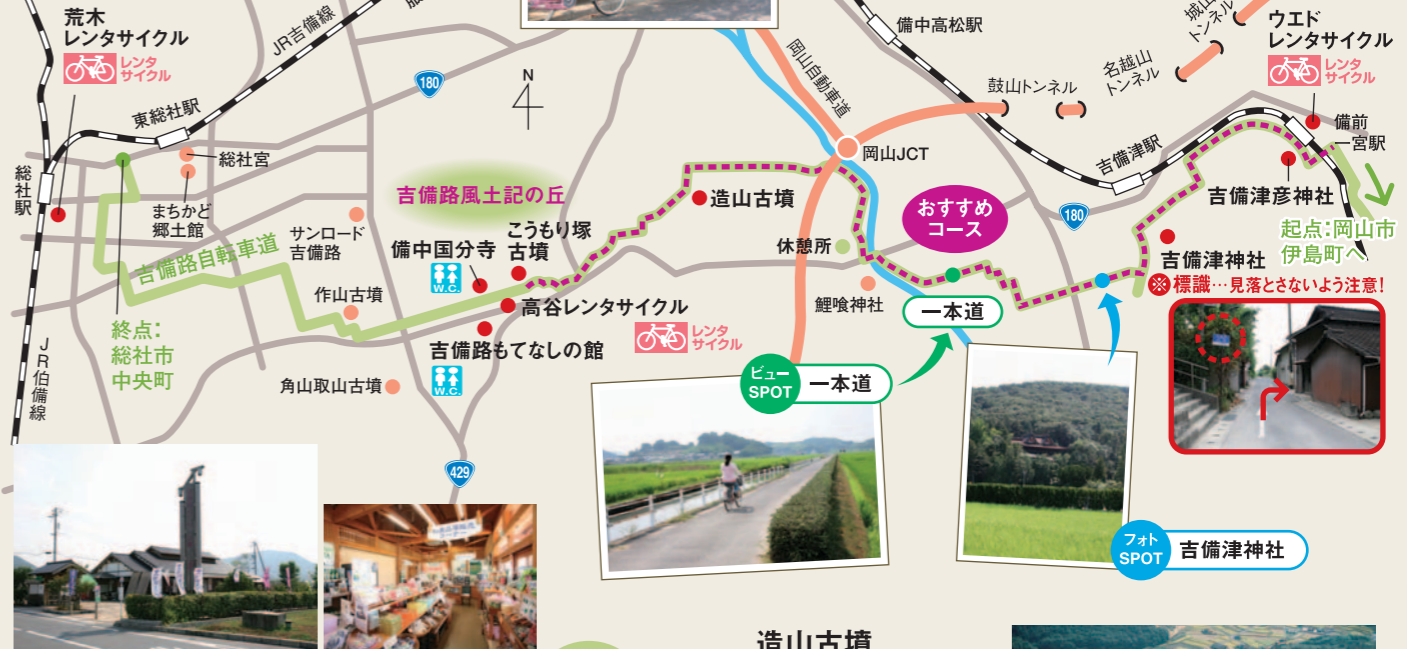 荒木
レンタサイクル
レンタ
サイクル
JR吉備線
180
N
東総社駅
総社宮
総社駅
まちかど
郷土館
サンロード
吉備路
吉備路自転車道
作山古墳
終点：
総社市
中央町
JR伯備線
角山取山古墳
吉備路風土記の丘
備中国分寺
W.C.
こうもり塚
古墳
高谷レンタサイクル
レンタ
サイクル
吉備路もてなしの館
W.C.
429
造山古墳
岡山自動車道
岡山JCT
休憩所
鯉喰神社
おすすめ
コース
一本道
ビュー
SPOT
一本道
備中高松駅
鼓山トンネル
名越山
トンネル
城山
トンネル
ウエド
レンタサイクル
レンタ
サイクル
備前
一宮駅
吉備津駅
180
吉備津彦神社
起点：岡山市
伊島町へ
吉備津神社
※標識…見落とさないよう注意！
フォト
SPOT
吉備津神社
造山古墳